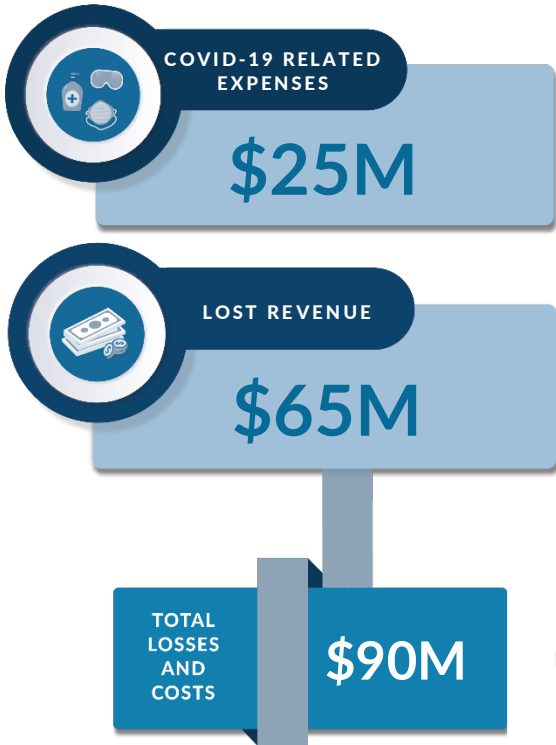 COVID-19 RELATED
EXPENSES
$25M
LOST REVENUE
$65M
TOTAL
LOSSES
AND
COSTS
$90M